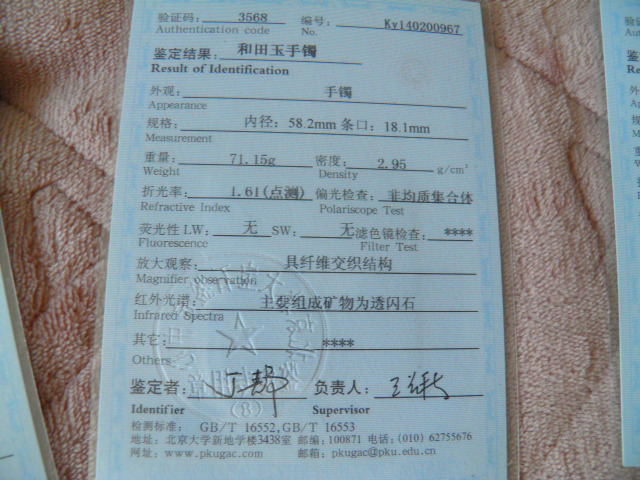 验证码： 3568 编号： Ky140200967
Authentication code No.
鉴定结果： 和田玉手镯
Result of Identification
外观： 手镯
Appearance
规格： 内径：58.2mm 条口：18.1mm
Measurement
重量： 71.15g 密度： 2.95 g/cm³
Weight Density
折光率： 1.61(点测) 偏光检查： 非均质集合体
Refractive Index Polariscope Test
荧光性 LW： 无 SW： 无 滤色镜检查： ****
Fluorescence Filter Test
放大观察： 具纤维交织结构
Magnifier observation
红外光谱： 主要组成矿物为透闪石
Infrared Spectra
其它： ****
Others
鉴定者： 负责人：
Identifier (8) Supervisor
检测标准： GB/T 16552,GB/T 16553
地址：北京大学新地学楼3438室 邮编：100871 电话：(010) 62755676
网址：www.pkugac.com 邮箱：pkugac@pku.edu.cn